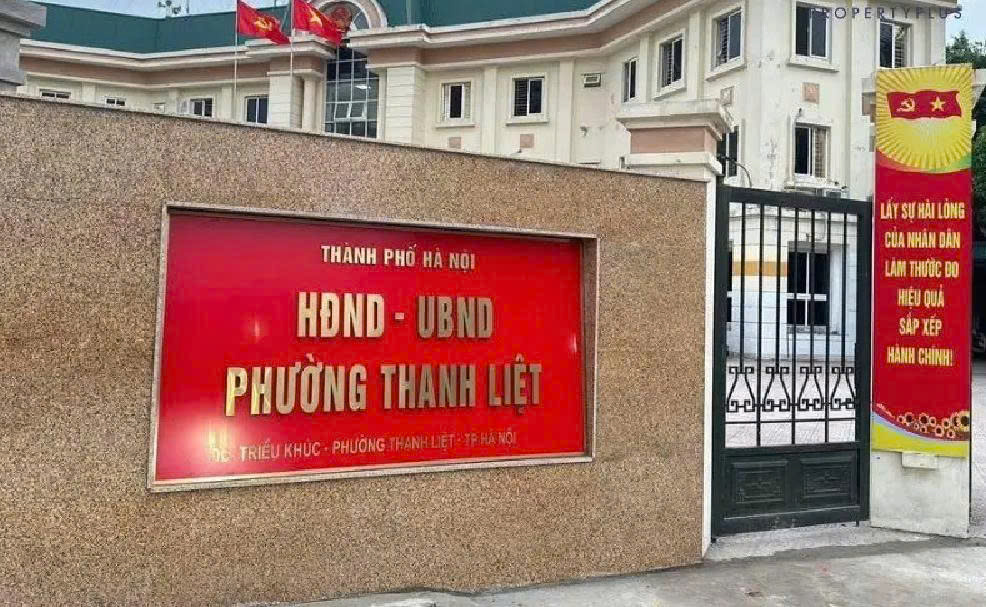 PROPERTYPLUS
THÀNH PHỐ HÀ NỘI
HĐND - UBND
PHƯỜNG THANH LIỆT
ĐC: TRIỀU KHÚC - PHƯỜNG THANH LIỆT - TP HÀ NỘI
LẤY SỰ HÀI LÒNG
CỦA NHÂN DÂN
LÀM THƯỚC ĐO
HIỆU QUẢ
SẮP XẾP
HÀNH CHÍNH!